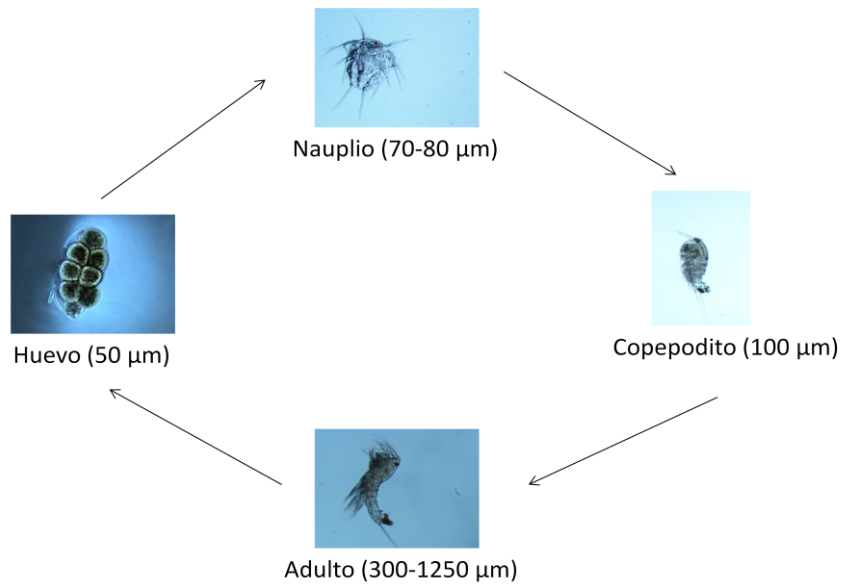 Nauplio (70-80 µm)
Huevo (50 µm)
Copepodito (100 µm)
Adulto (300-1250 µm)